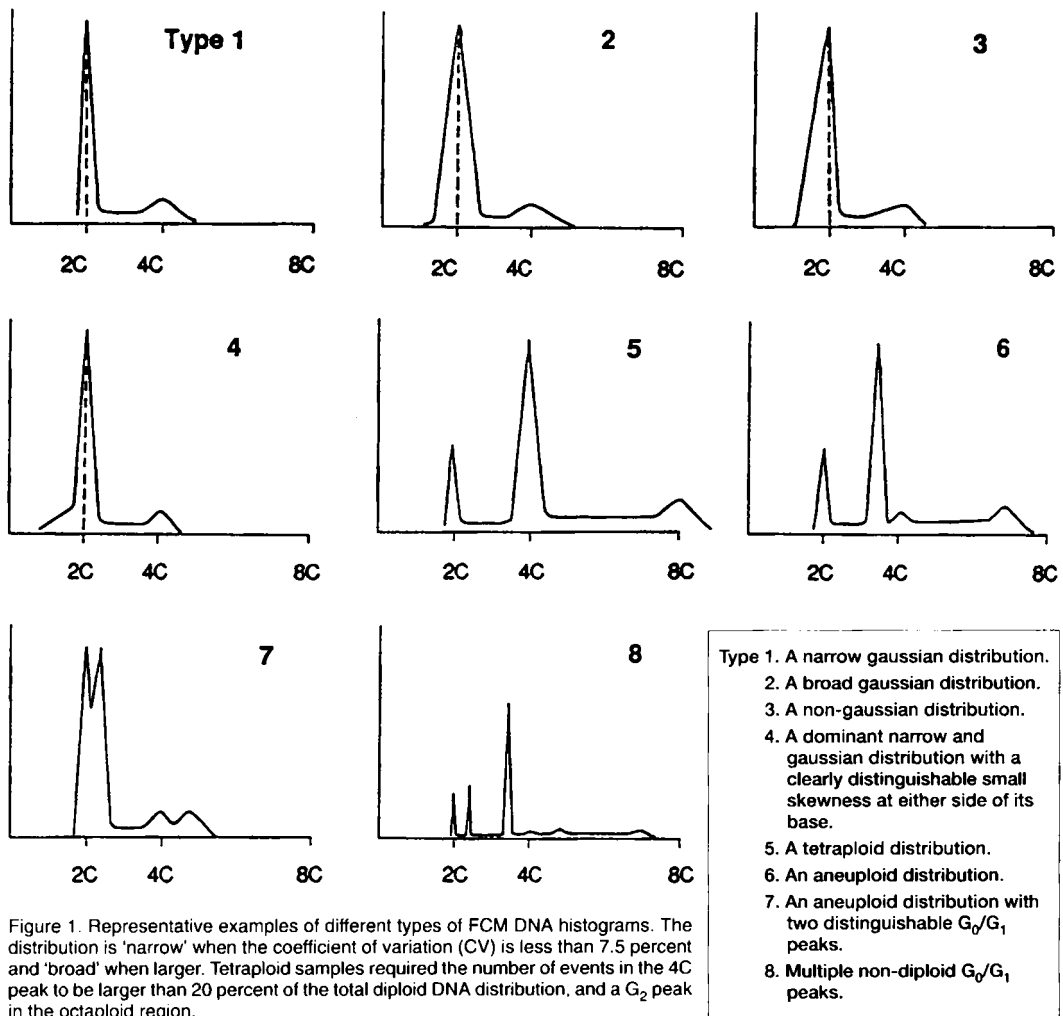 Type 1
2
3
2C 4C 8C
2C 4C 8C
2C 4C 8C
4
5
6
2C 4C 8C
2C 4C 8C
2C 4C 8C
7
8
2C 4C 8C
2C 4C 8C
Type 1. A narrow gaussian distribution.
2. A broad gaussian distribution.
3. A non-gaussian distribution.
4. A dominant narrow and
gaussian distribution with a
clearly distinguishable small
skewness at either side of its
base.
5. A tetraploid distribution.
6. An aneuploid distribution.
7. An aneuploid distribution with
two distinguishable G0/G1
peaks.
8. Multiple non-diploid G0/G1
peaks.
Figure 1. Representative examples of different types of FCM DNA histograms. The
distribution is 'narrow' when the coefficient of variation (CV) is less than 7.5 percent
and 'broad' when larger. Tetraploid samples required the number of events in the 4C
peak to be larger than 20 percent of the total diploid DNA distribution, and a G2 peak
in the octaploid region.